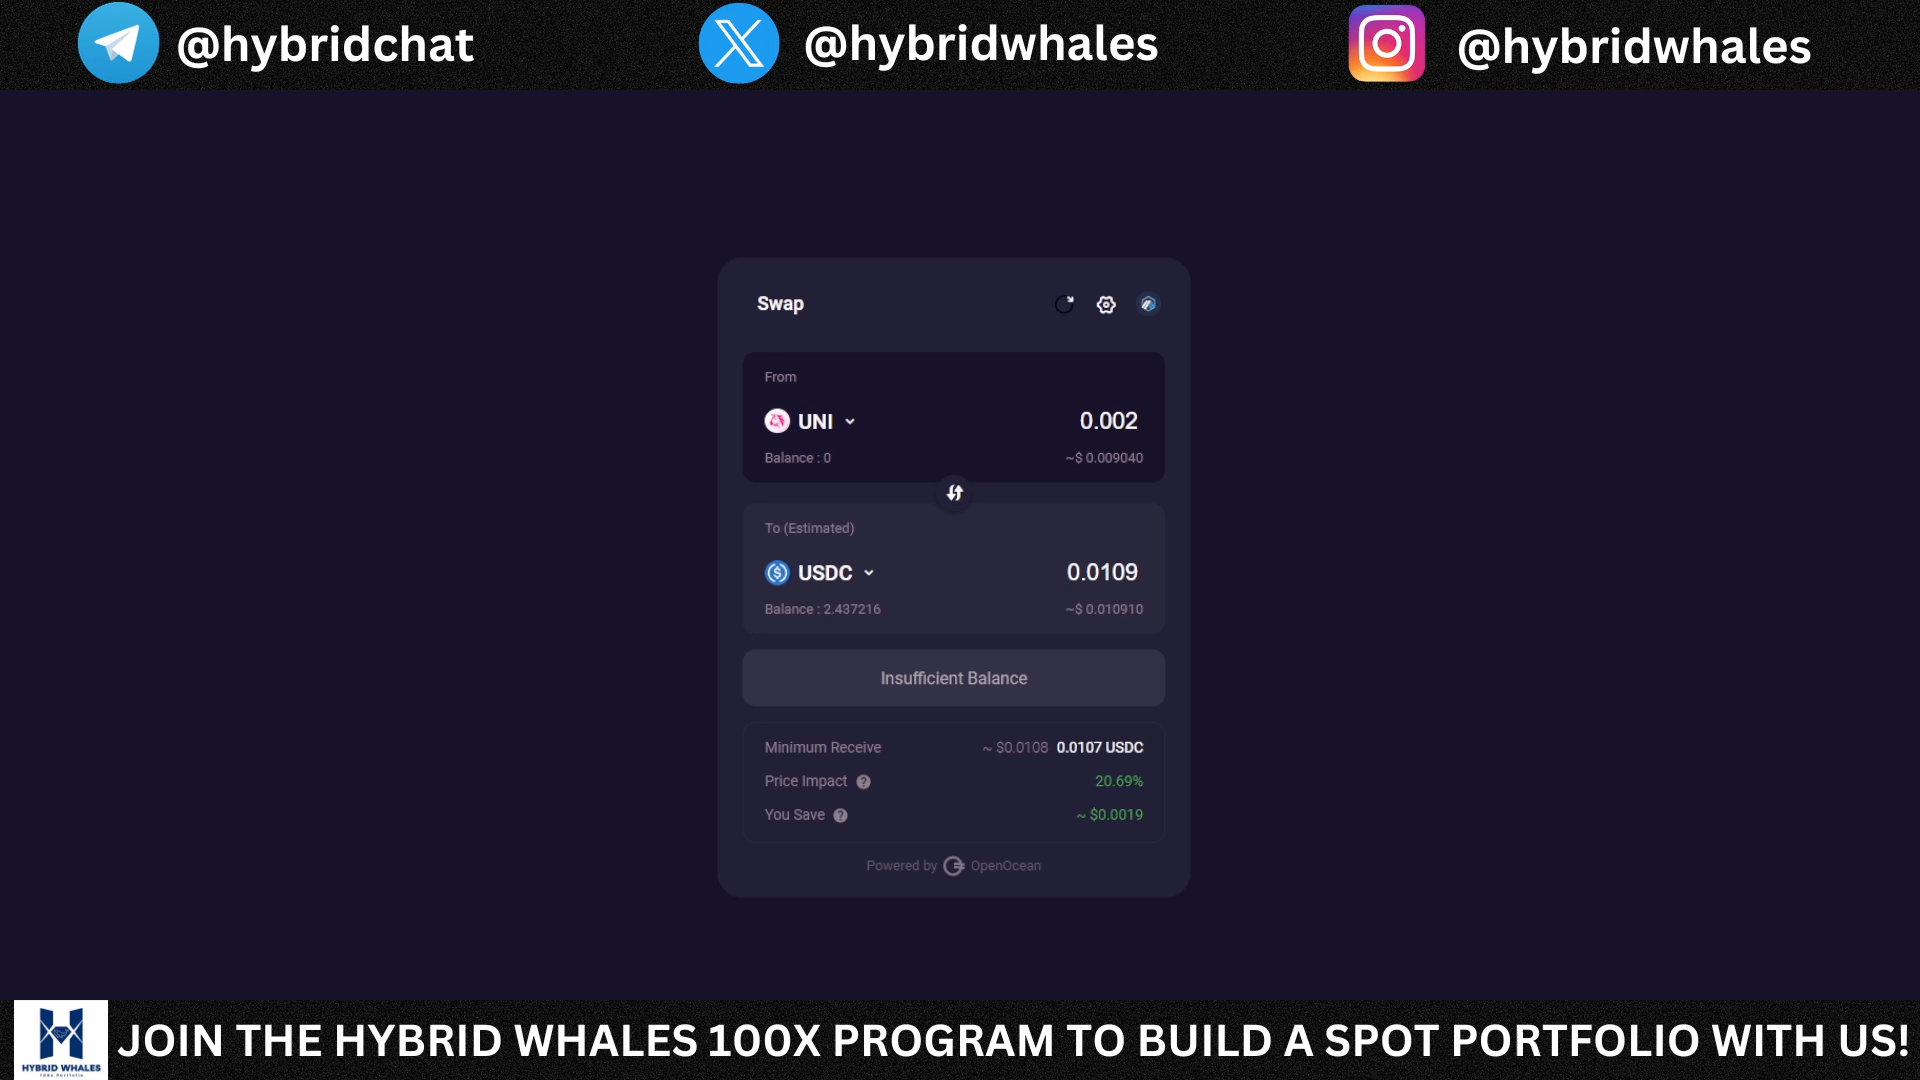 @hybridchat
@hybridwhales
@hybridwhales
Swap
From
UNI
0.002
Balance : 0
~$ 0.009040
To (Estimated)
USDC
0.0109
Balance : 2.437216
~$ 0.010910
Insufficient Balance
Minimum Receive
~ $0.0108 0.0107 USDC
Price Impact ?
20.69%
You Save ?
~ $0.0019
Powered by OpenOcean
HYBRID WHALES
100x Portfolio
JOIN THE HYBRID WHALES 100X PROGRAM TO BUILD A SPOT PORTFOLIO WITH US!